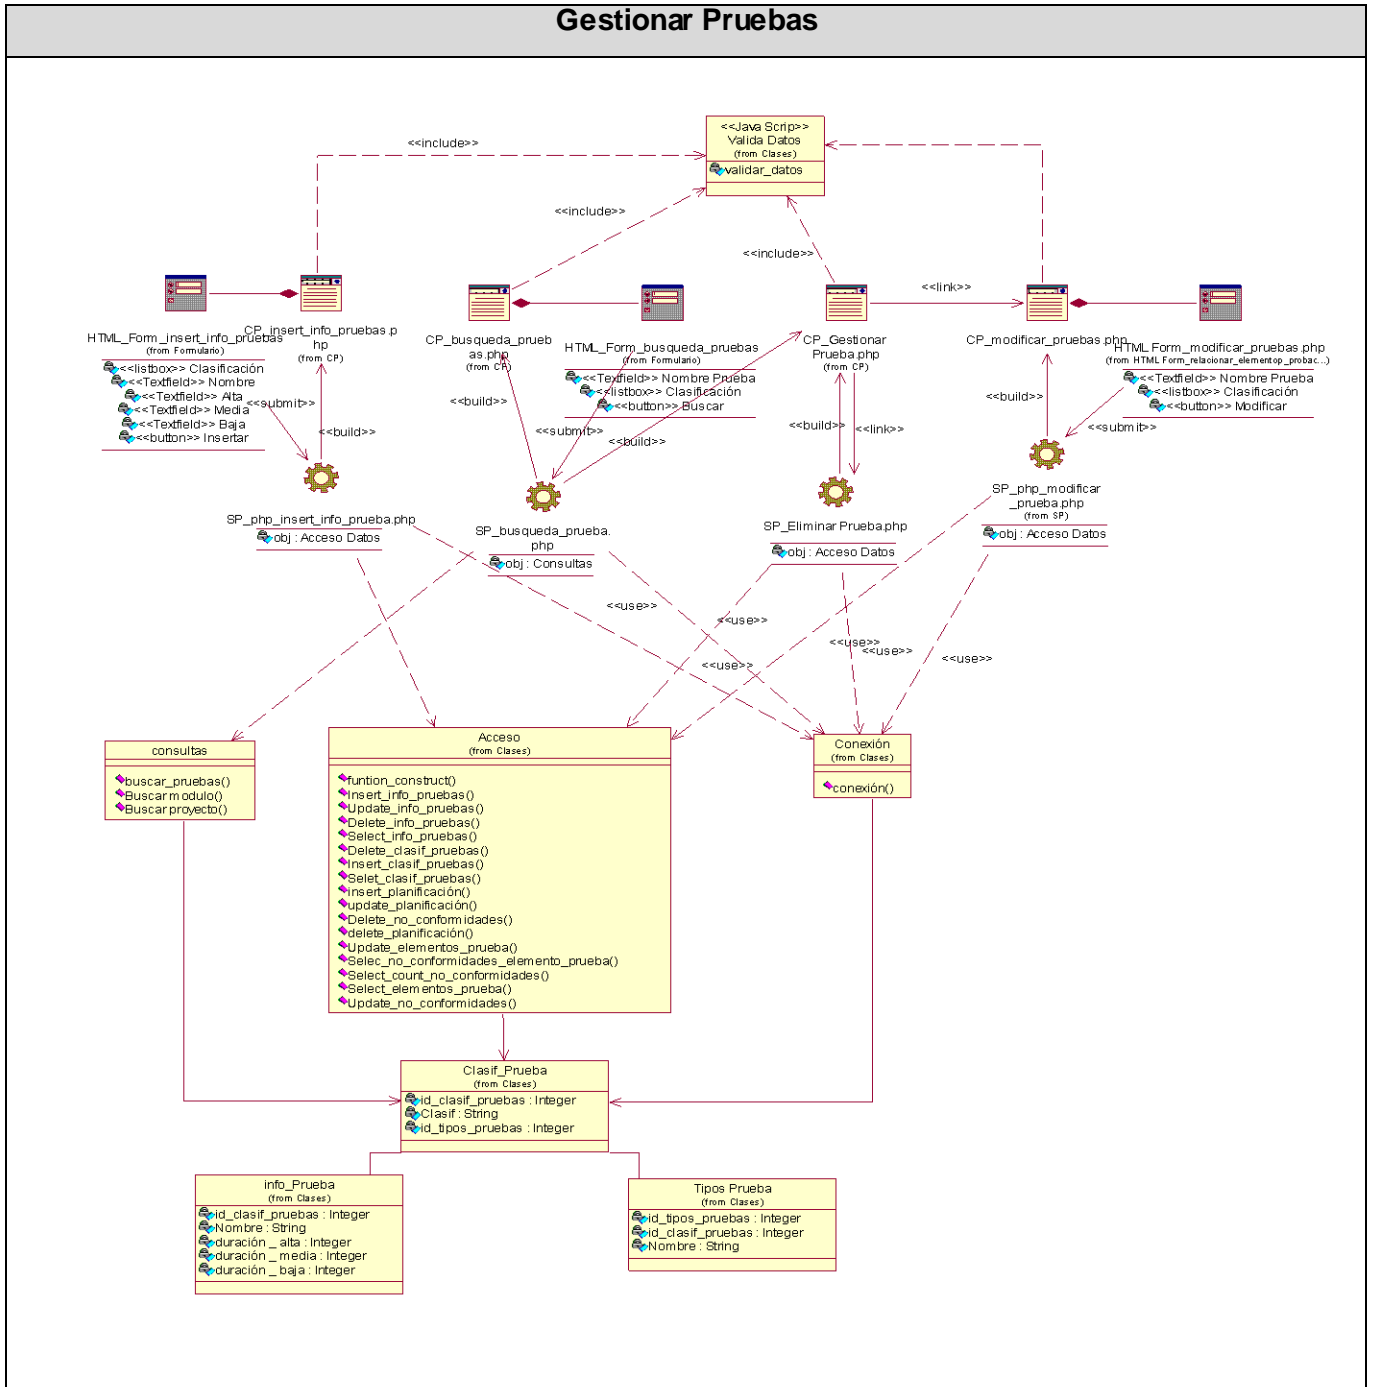 Gestionar Pruebas
<<Java Scrip>>
Valida Datos
(from Clases)
validar_datos
<<include>>
<<include>>
<<include>>
<<link>>
HTML_Form_insert_info_pruebas
(from Formulario)
<<listbox>> Clasificación
<<Textfield>> Nombre
<<Textfield>> Alta
<<Textfield>> Media
<<Textfield>> Baja
<<button>> Insertar
CP_insert_info_pruebas.p
hp
(from CP)
<<submit>>
<<build>>
CP_busqueda_prueb
as.php
(from CP)
<<build>>
HTML_Form_busqueda_pruebas
(from Formulario)
<<Textfield>> Nombre Prueba
<<listbox>> Clasificación
<<button>> Buscar
<<submit>>
<<build>>
CP_Gestionar
Prueba.php
(from CP)
<<build>>
<<link>>
CP_modificar_pruebas.php
<<build>>
HTML Form_modificar_pruebas.php
(from HTML Form_relacionar_elementop_probac...)
<<Textfield>> Nombre Prueba
<<listbox>> Clasificación
<<button>> Modificar
<<submit>>
SP_php_insert_info_prueba.php
obj : Acceso Datos
SP_busqueda_prueba.
php
obj : Consultas
SP_Eliminar Prueba.php
obj : Acceso Datos
SP_php_modificar
_prueba.php
(from SP)
obj : Acceso Datos
<<use>>
<<use>>
<<use>>
<<use>>
<<use>>
<<use>>
consultas
buscar_pruebas()
Buscar modulo()
Buscar proyecto()
Acceso
(from Clases)
funtion_construct()
Insert_info_pruebas()
Update_info_pruebas()
Delete_info_pruebas()
Select_info_pruebas()
Delete_clasif_pruebas()
Insert_clasif_pruebas()
Selet_clasif_pruebas()
insert_planificación()
update_planificación()
Delete_no_conformidades()
delete_planificación()
Update_elementos_prueba()
Selec_no_conformidades_elemento_prueba()
Select_count_no_conformidades()
Select_elementos_prueba()
Update_no_conformidades()
Conexión
(from Clases)
conexión()
Clasif_Prueba
(from Clases)
id_clasif_pruebas : Integer
Clasif : String
id_tipos_pruebas : Integer
info_Prueba
(from Clases)
id_clasif_pruebas : Integer
Nombre : String
duración _ alta : Integer
duración _ media : Integer
duración _ baja : Integer
Tipos Prueba
(from Clases)
id_tipos_pruebas : Integer
id_clasif_pruebas : Integer
Nombre : String